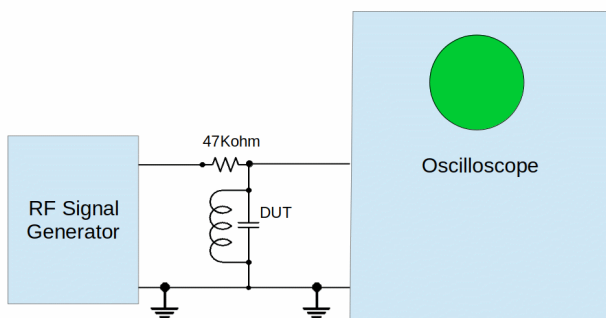 47Kohm
Oscilloscope
RF Signal
Generator
DUT